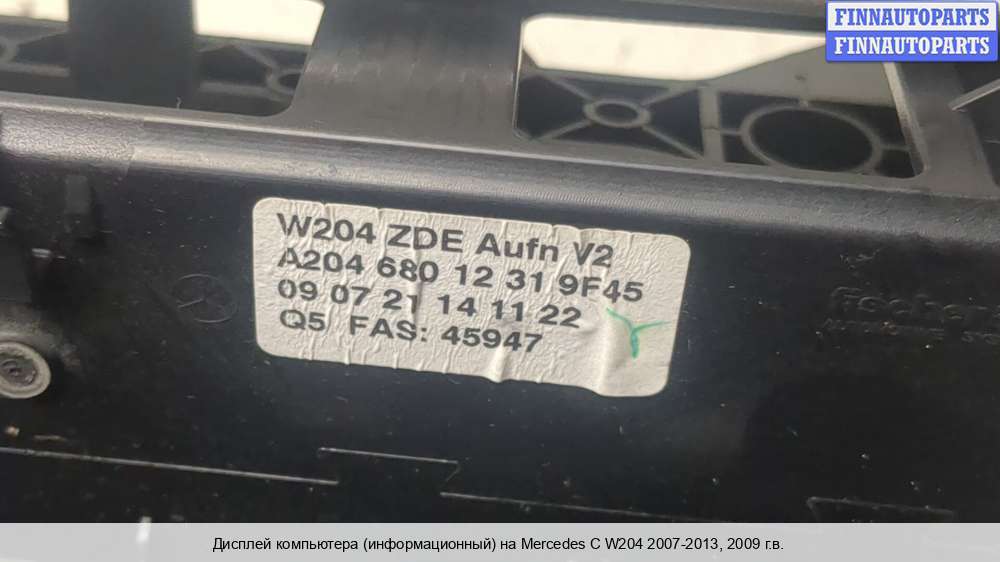 FINNAUTOPARTS
FINNAUTOPARTS
W204 ZDE Aufn V2
A204 680 12 31 9F45
09 07 21 14 11 22
Q5 FAS: 45947
Дисплей компьютера (информационный) на Mercedes C W204 2007-2013, 2009 г.в.